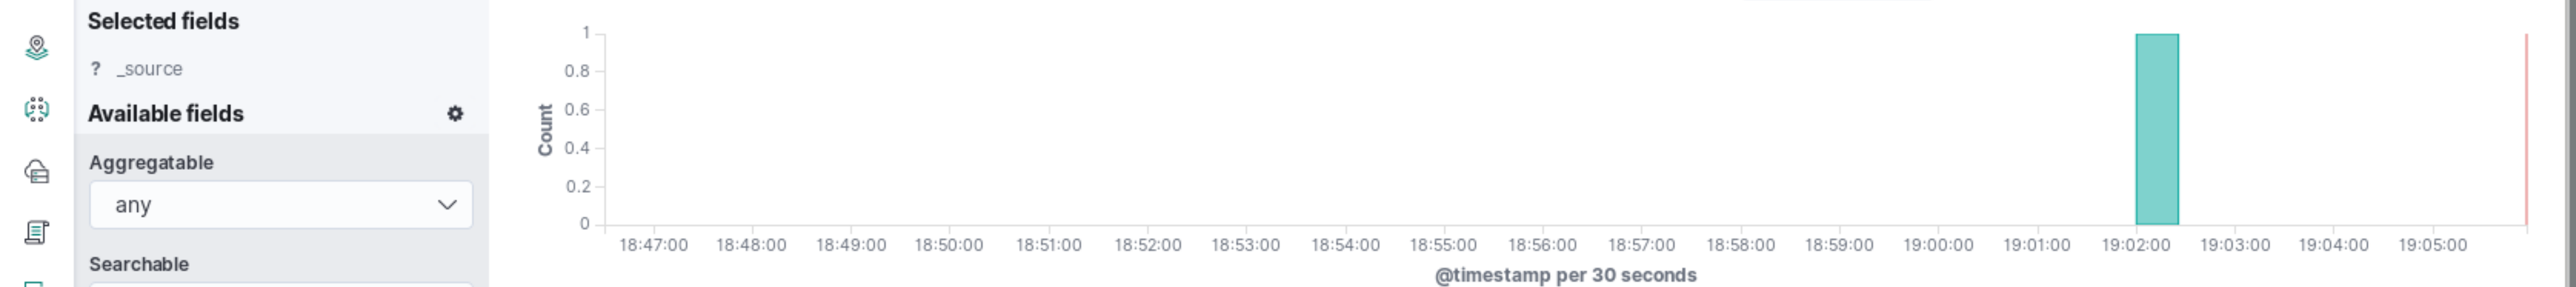 Selected fields
? _source
Available fields
Aggregatable
any
Searchable
Count
1
0.8
0.6
0.4
0.2
0
18:47:00 18:48:00 18:49:00 18:50:00 18:51:00 18:52:00 18:53:00 18:54:00 18:55:00 18:56:00 18:57:00 18:58:00 18:59:00 19:00:00 19:01:00 19:02:00 19:03:00 19:04:00 19:05:00
@timestamp per 30 seconds